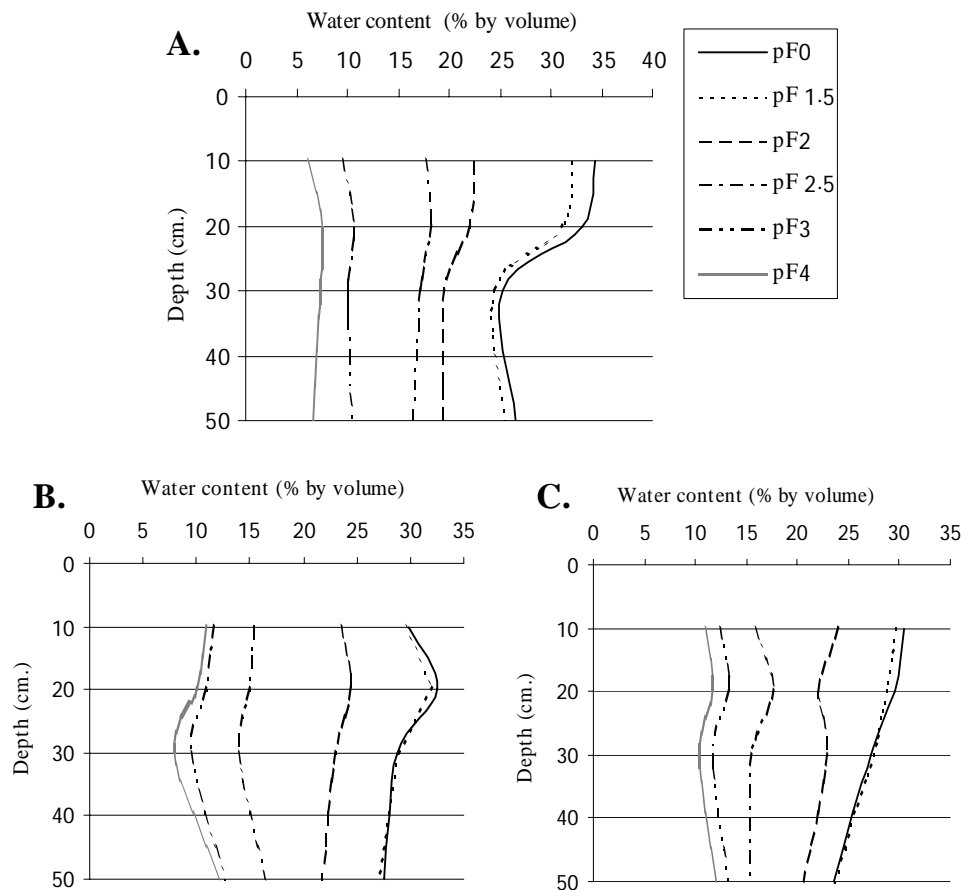 Water content (% by volume)
A.
0 5 10 15 20 25 30 35 40
0
10
20
30
40
50
Depth (cm.)
pF0
pF 1.5
pF2
pF 2.5
pF3
pF4
B.
Water content (% by volume)
0 5 10 15 20 25 30 35
0
10
20
30
40
50
Depth (cm.)
C.
Water content (% by volume)
0 5 10 15 20 25 30 35
0
10
20
30
40
50
Depth (cm.)